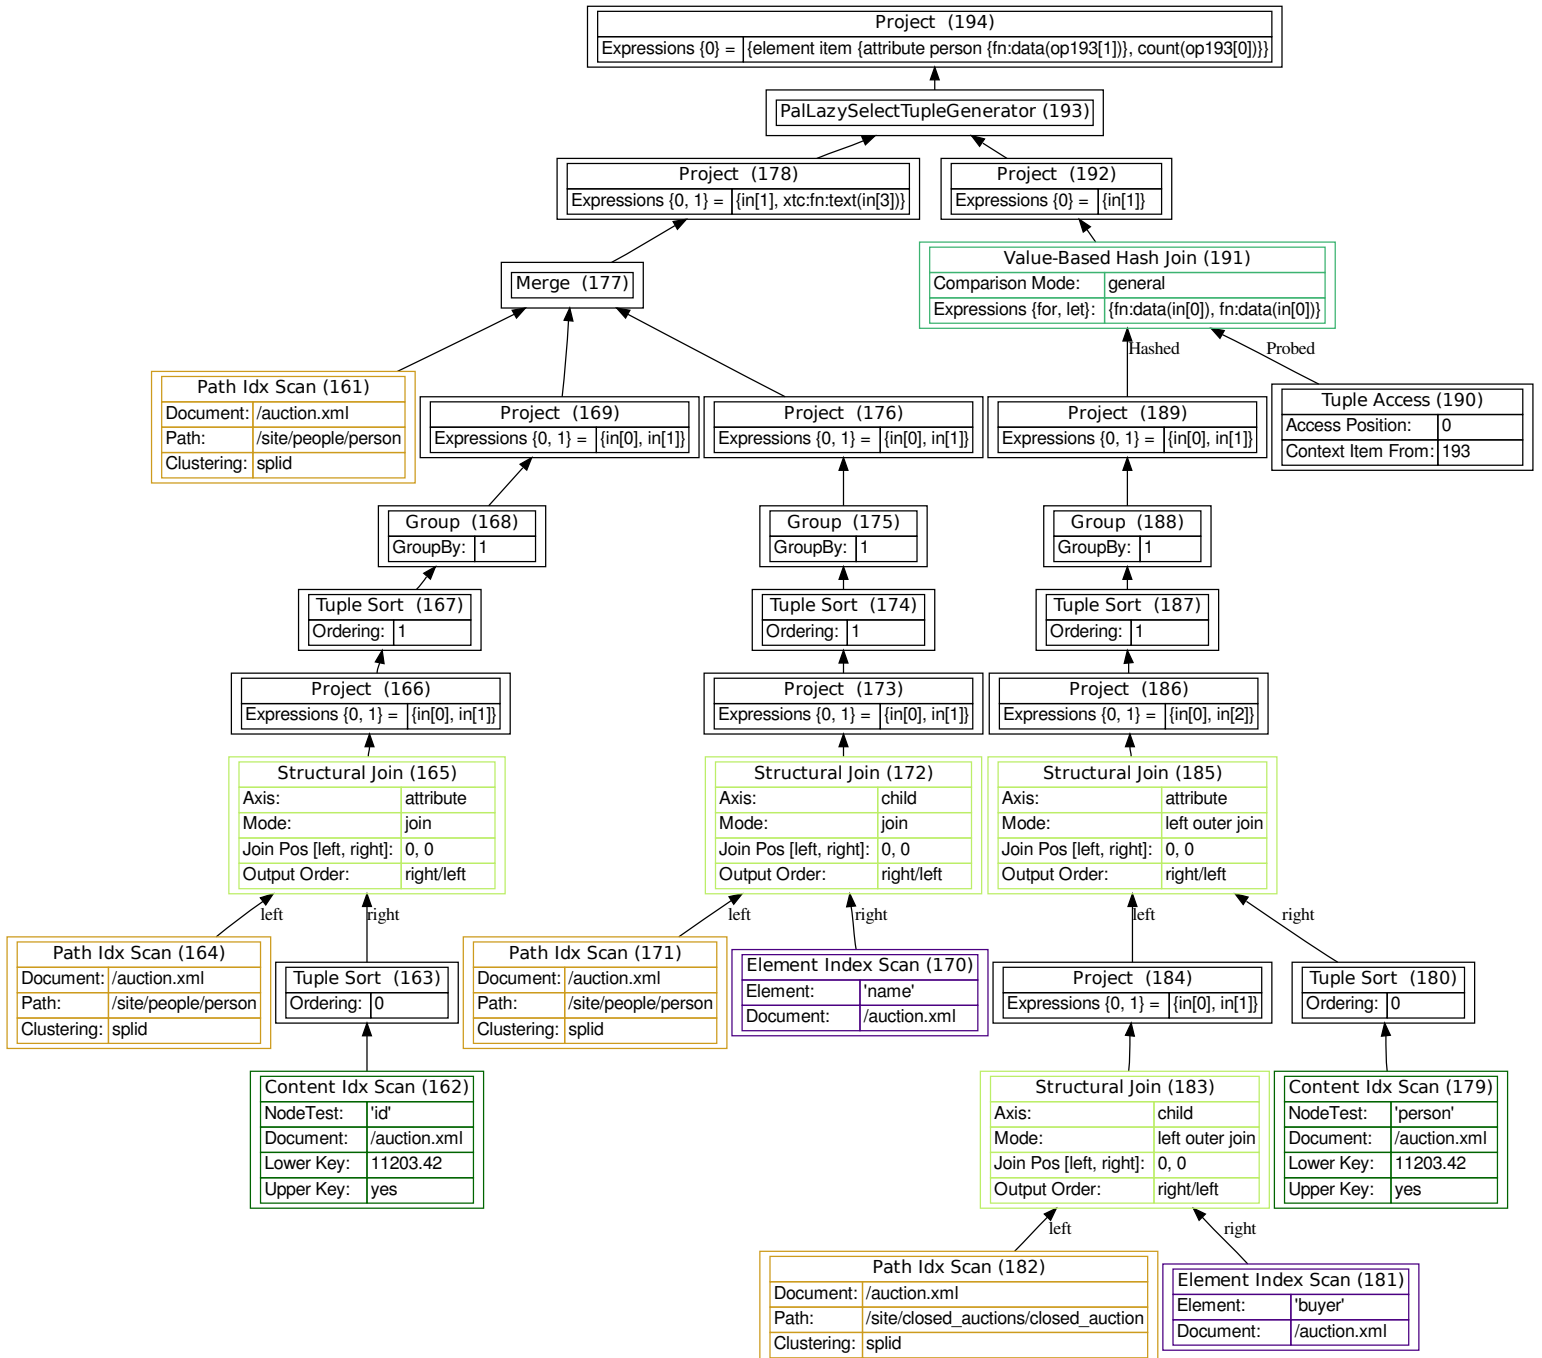 Project (194)
Expressions {0} = {element item {attribute person {fn:data(op193[1])}, count(op193[0])}}
PalLazySelectTupleGenerator (193)
Project (178)
Expressions {0, 1} = {in[1], xtc:fn:text(in[3])}
Project (192)
Expressions {0} = {in[1]}
Merge (177)
Value-Based Hash Join (191)
Comparison Mode: general
Expressions {for, let}: {fn:data(in[0]), fn:data(in[0])}
Hashed
Probed
Path Idx Scan (161)
Document: /auction.xml
Path: /site/people/person
Clustering: splid
Project (169)
Expressions {0, 1} = {in[0], in[1]}
Project (176)
Expressions {0, 1} = {in[0], in[1]}
Project (189)
Expressions {0, 1} = {in[0], in[1]}
Tuple Access (190)
Access Position: 0
Context Item From: 193
Group (168)
GroupBy: 1
Group (175)
GroupBy: 1
Group (188)
GroupBy: 1
Tuple Sort (167)
Ordering: 1
Tuple Sort (174)
Ordering: 1
Tuple Sort (187)
Ordering: 1
Project (166)
Expressions {0, 1} = {in[0], in[1]}
Project (173)
Expressions {0, 1} = {in[0], in[1]}
Project (186)
Expressions {0, 1} = {in[0], in[2]}
Structural Join (165)
Axis: attribute
Mode: join
Join Pos [left, right]: 0, 0
Output Order: right/left
Structural Join (172)
Axis: child
Mode: join
Join Pos [left, right]: 0, 0
Output Order: right/left
Structural Join (185)
Axis: attribute
Mode: left outer join
Join Pos [left, right]: 0, 0
Output Order: right/left
left
right
left
right
left
right
Path Idx Scan (164)
Document: /auction.xml
Path: /site/people/person
Clustering: splid
Tuple Sort (163)
Ordering: 0
Path Idx Scan (171)
Document: /auction.xml
Path: /site/people/person
Clustering: splid
Element Index Scan (170)
Element: 'name'
Document: /auction.xml
Project (184)
Expressions {0, 1} = {in[0], in[1]}
Tuple Sort (180)
Ordering: 0
Content Idx Scan (162)
NodeTest: 'id'
Document: /auction.xml
Lower Key: 11203.42
Upper Key: yes
Structural Join (183)
Axis: child
Mode: left outer join
Join Pos [left, right]: 0, 0
Output Order: right/left
Content Idx Scan (179)
NodeTest: 'person'
Document: /auction.xml
Lower Key: 11203.42
Upper Key: yes
left
right
Path Idx Scan (182)
Document: /auction.xml
Path: /site/closed_auctions/closed_auction
Clustering: splid
Element Index Scan (181)
Element: 'buyer'
Document: /auction.xml